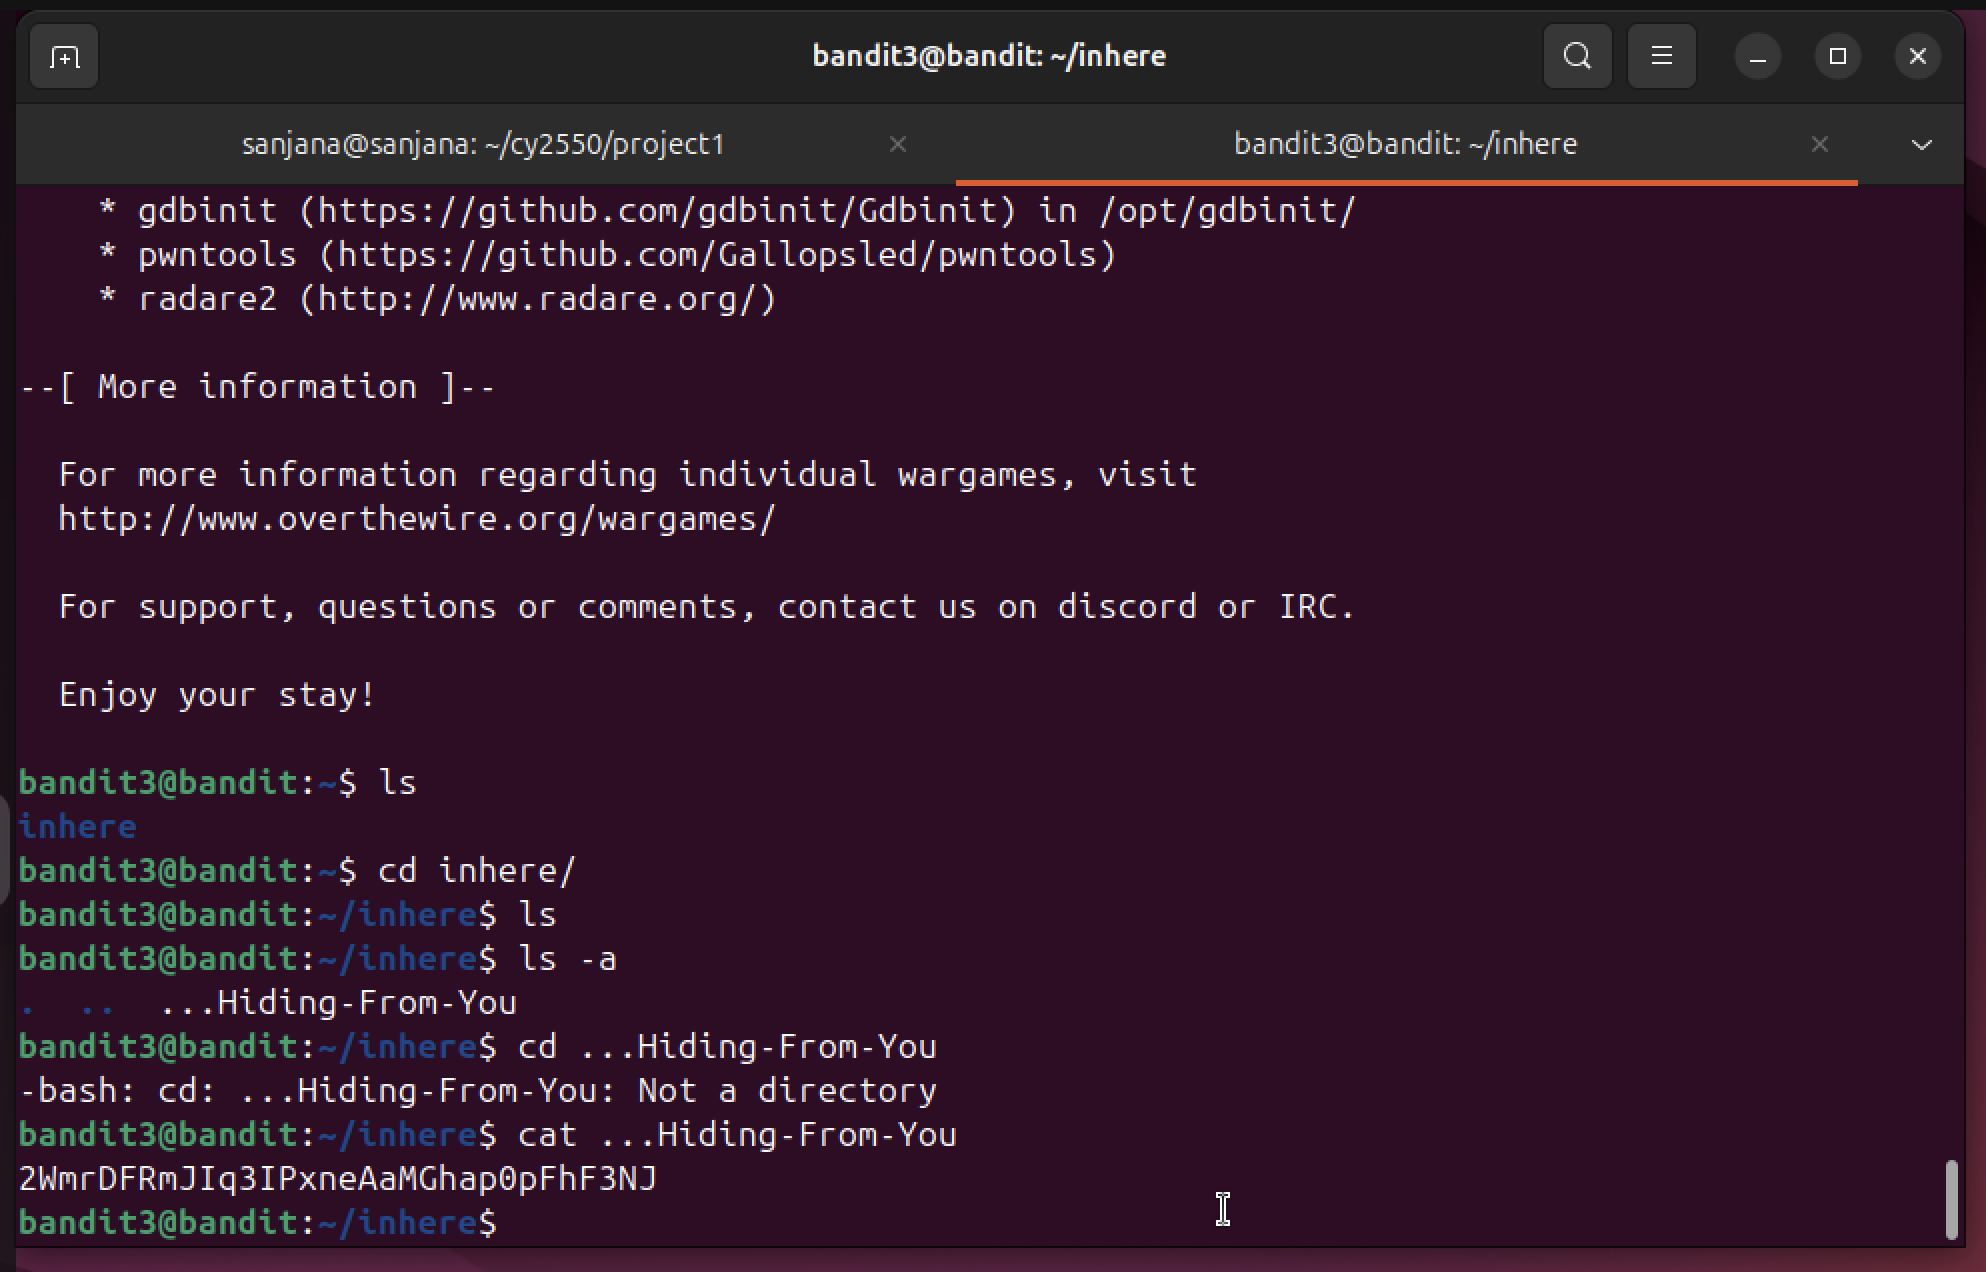 bandit3@bandit: ~/inhere
sanjana@sanjana: ~/cy2550/project1
bandit3@bandit: ~/inhere
* gdbinit (https://github.com/gdbinit/Gdbinit) in /opt/gdbinit/
* pwntools (https://github.com/Gallopsled/pwntools)
* radare2 (http://www.radare.org/)
--[ More information ]--
For more information regarding individual wargames, visit
http://www.overthewire.org/wargames/
For support, questions or comments, contact us on discord or IRC.
Enjoy your stay!
bandit3@bandit:~$ ls
inhere
bandit3@bandit:~$ cd inhere/
bandit3@bandit:~/inhere$ ls
bandit3@bandit:~/inhere$ ls -a
.  ..  ...Hiding-From-You
bandit3@bandit:~/inhere$ cd ...Hiding-From-You
-bash: cd: ...Hiding-From-You: Not a directory
bandit3@bandit:~/inhere$ cat ...Hiding-From-You
2WmrDFRmJIq3IPxneAaMGhap0pFhF3NJ
bandit3@bandit:~/inhere$